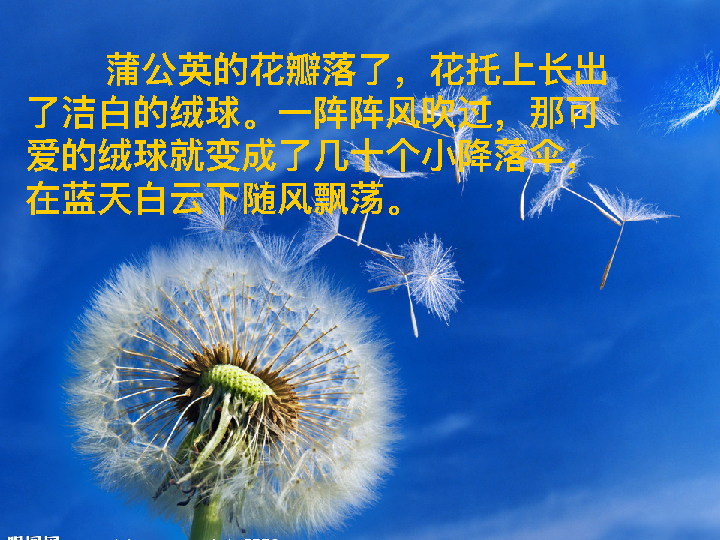 蒲公英的花瓣落了，花托上长出
了洁白的绒球。一阵阵风吹过，那可
爱的绒球就变成了几十个小降落伞，
在蓝天白云下随风飘荡。